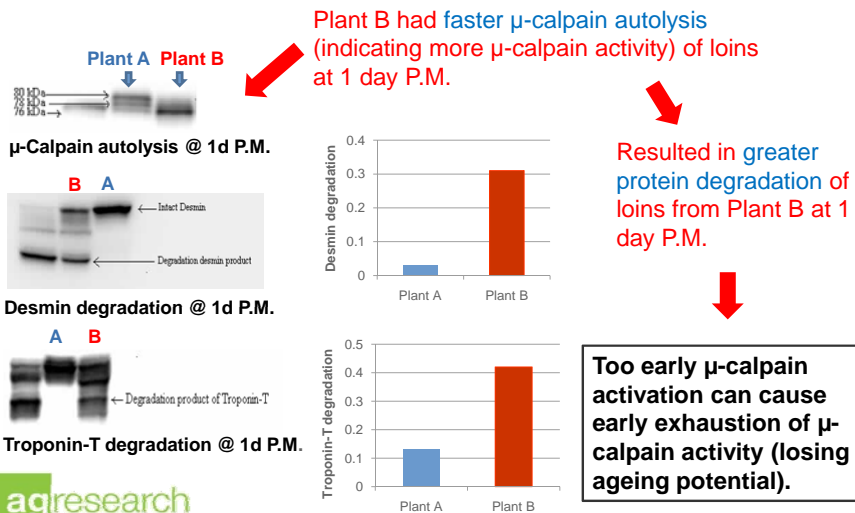 Plant B had faster μ-calpain autolysis
(indicating more μ-calpain activity) of loins
at 1 day P.M.
Plant A Plant B
80 kDa
78 kDa
76 kDa
μ-Calpain autolysis @ 1d P.M.
B A
Intact Desmin
Degradation desmin product
Desmin degradation @ 1d P.M.
A B
Degradation product of Troponin-T
Troponin-T degradation @ 1d P.M.
Desmin degradation
0.4
0.3
0.2
0.1
0
Plant A Plant B
Troponin-T degradation
0.5
0.4
0.3
0.2
0.1
0
Plant A Plant B
Resulted in greater
protein degradation of
loins from Plant B at 1
day P.M.
Too early μ-calpain
activation can cause
early exhaustion of μ-
calpain activity (losing
ageing potential).
agresearch